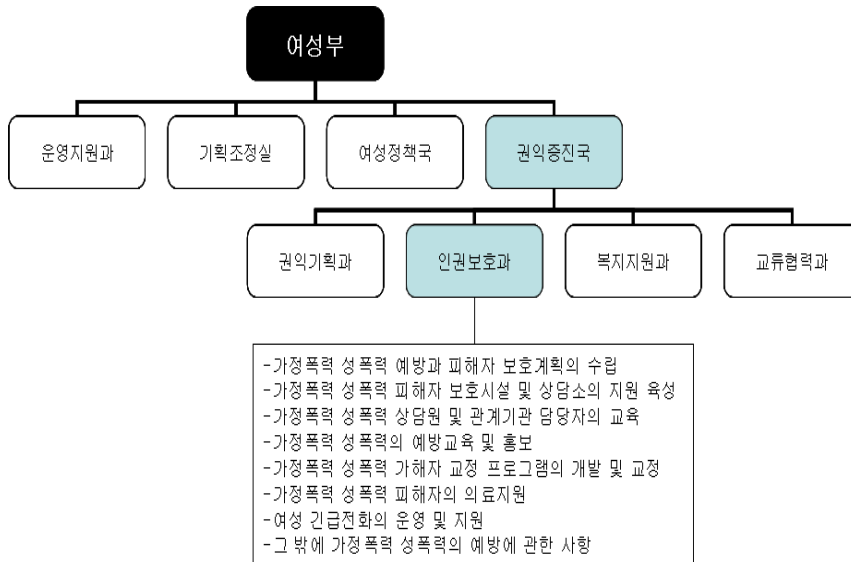 여성부
운영지원과
기획조정실
여성정책국
권익증진국
권익기획과
인권보호과
복지지원과
교류협력과
-가정폭력 성폭력 예방과 피해자 보호계획의 수립
-가정폭력 성폭력 피해자 보호시설 및 상담소의 지원 육성
-가정폭력 성폭력 상담원 및 관계기관 담당자의 교육
-가정폭력 성폭력의 예방교육 및 홍보
-가정폭력 성폭력 가해자 교정 프로그램의 개발 및 교정
-가정폭력 성폭력 피해자의 의료지원
-여성 긴급전화의 운영 및 지원
-그 밖에 가정폭력 성폭력의 예방에 관한 사항